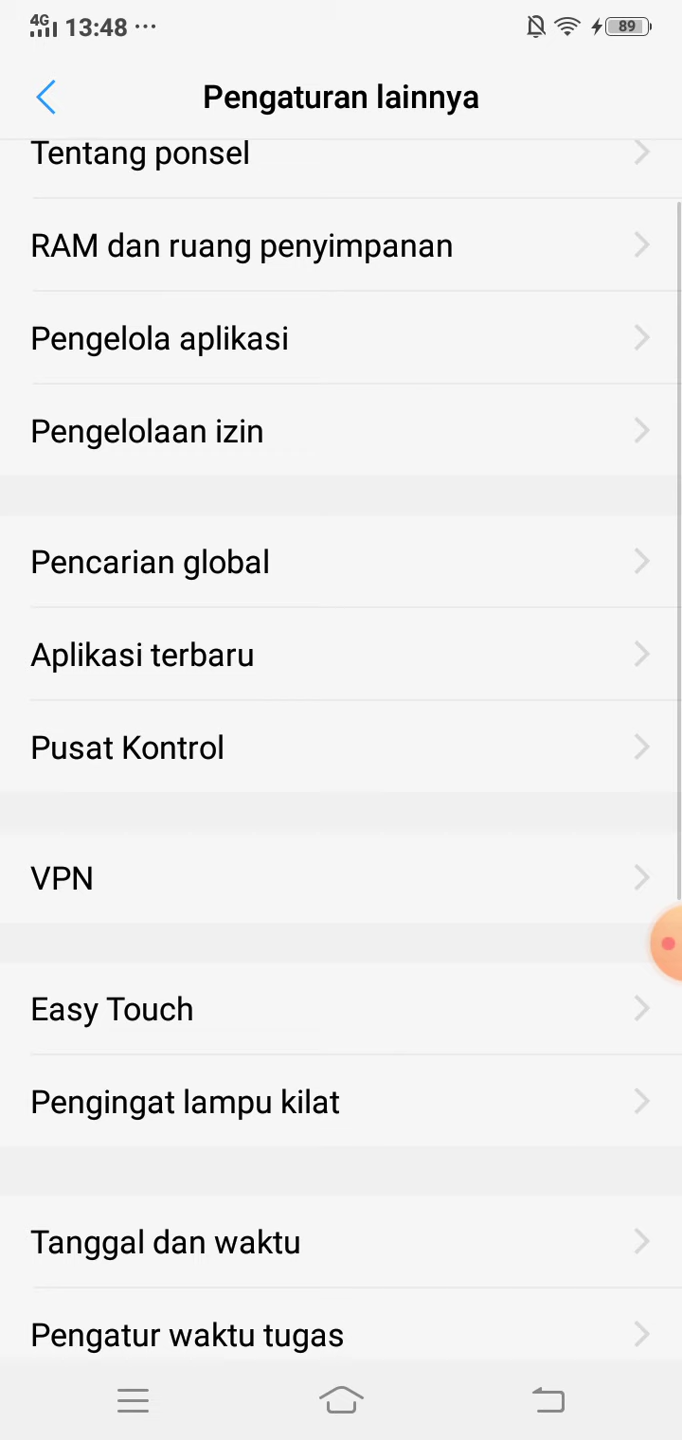 4G 13:48 ··· 89
Pengaturan lainnya
Tentang ponsel
RAM dan ruang penyimpanan
Pengelola aplikasi
Pengelolaan izin
Pencarian global
Aplikasi terbaru
Pusat Kontrol
VPN
Easy Touch
Pengingat lampu kilat
Tanggal dan waktu
Pengatur waktu tugas